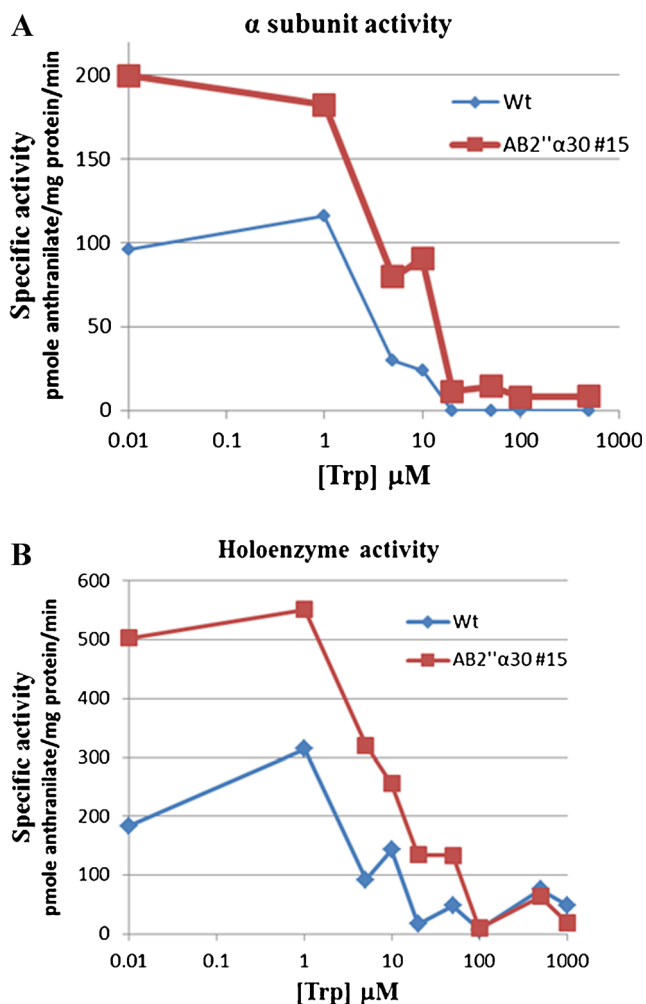 A
α subunit activity
Specific activity
pmole anthranilate/mg protein/min
200
150
100
50
0
Wt
AB2''α30 #15
0.01
0.1
1
10
100
1000
[Trp] μM
B
Holoenzyme activity
Specific activity
pmole anthranilate/mg protein/min
600
500
400
300
200
100
0
Wt
AB2''α30 #15
0.01
0.1
1
10
100
1000
[Trp] μM